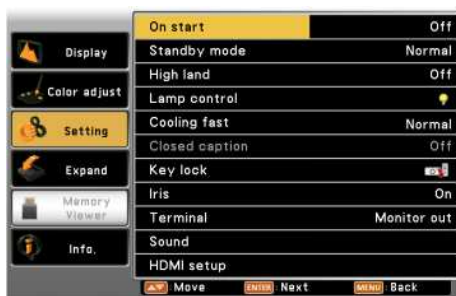 Display
Color adjust
Setting
Expand
Memory
Viewer
Info.
On start Off
Standby mode Normal
High land Off
Lamp control
Cooling fast Normal
Closed caption Off
Key lock
Iris On
Terminal Monitor out
Sound
HDMI setup
Move ENTER Next MENU Back